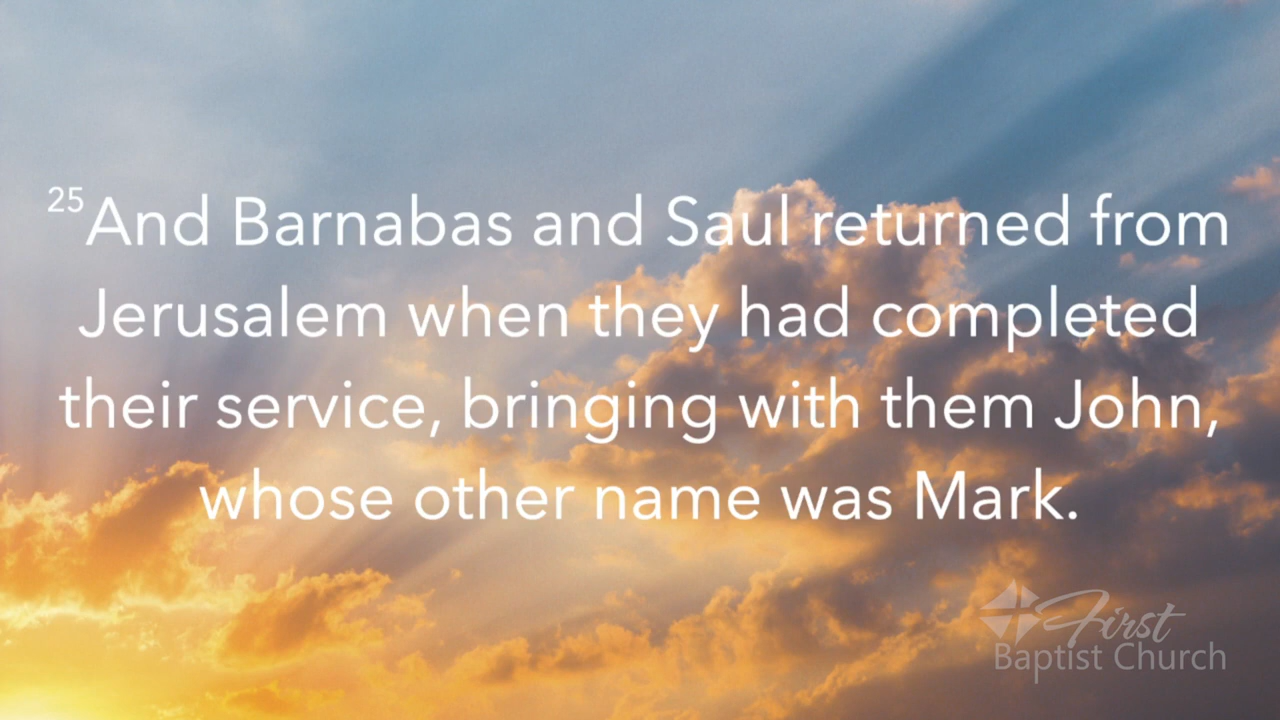 25And Barnabas and Saul returned from
Jerusalem when they had completed
their service, bringing with them John,
whose other name was Mark.
First
Baptist Church